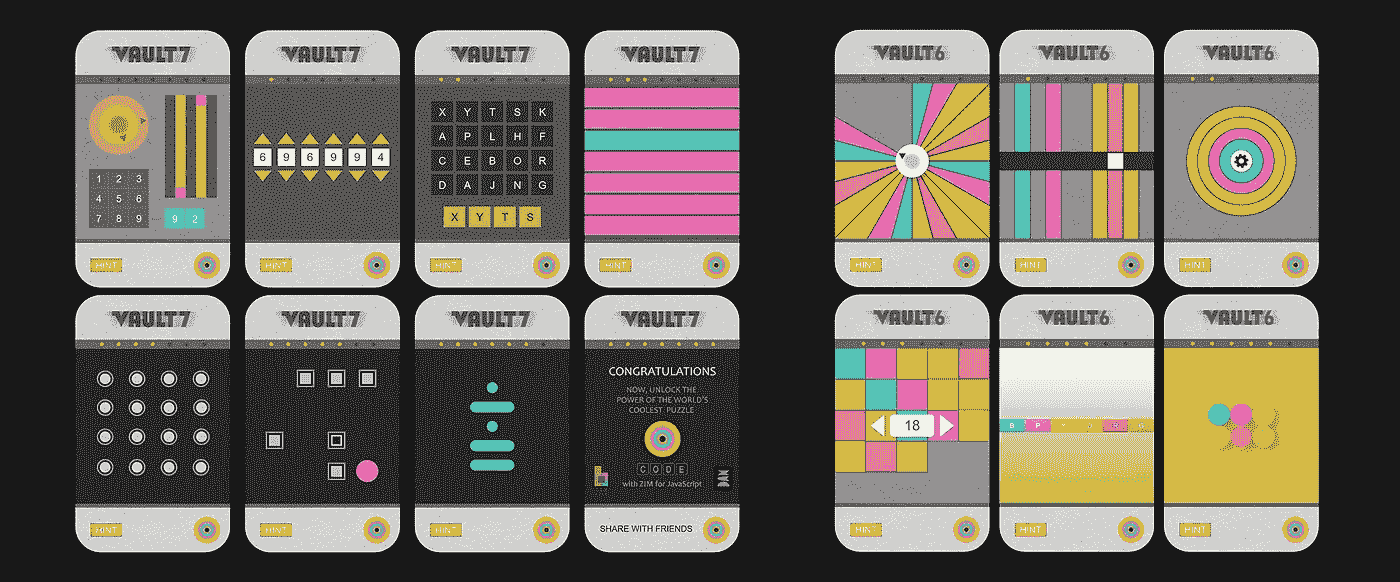 VAULT7
1 2 3
4 5 6
7 8 9
9 2
HINT
VAULT7
6 9 6 9 9 4
HINT
VAULT7
X Y T S K
A P L H F
C E B O R
D A J N G
X Y T S
HINT
VAULT7
HINT
VAULT6
HINT
VAULT6
HINT
VAULT6
HINT
VAULT7
HINT
VAULT7
HINT
VAULT7
HINT
VAULT7
CONGRATULATIONS
NOW, UNLOCK THE
POWER OF THE WORLD'S
COOLEST PUZZLE
CODE
with ZIM for JavaScript
SHARE WITH FRIENDS
VAULT6
18
HINT
VAULT6
B P
HINT
VAULT6
HINT